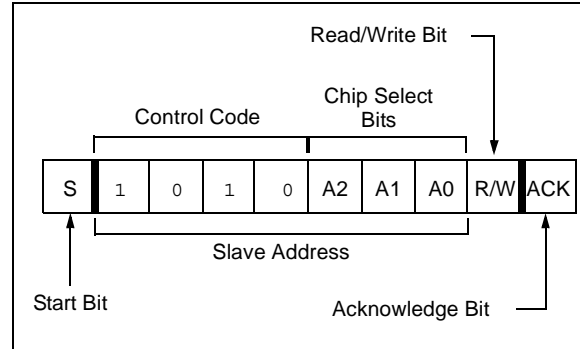 Read/Write Bit
Chip Select
Control Code Bits
S 1 0 1 0 A2 A1 A0 R/W ACK
Slave Address
Start Bit
Acknowledge Bit